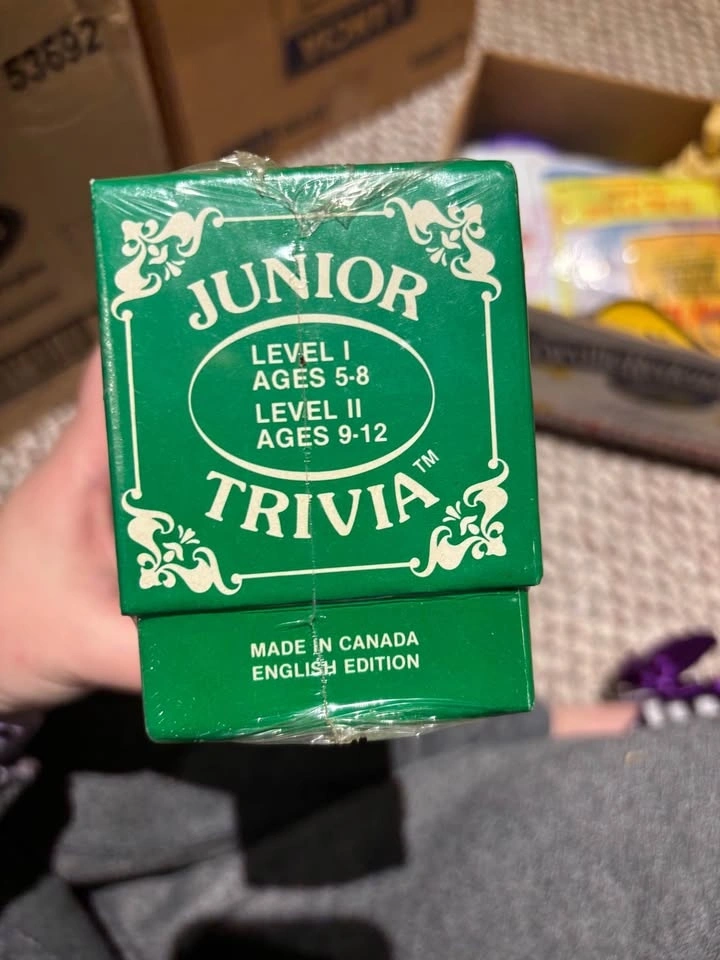 53692
JUNIOR
LEVEL I
AGES 5-8
LEVEL II
AGES 9-12
TRIVIA™
MADE IN CANADA
ENGLISH EDITION